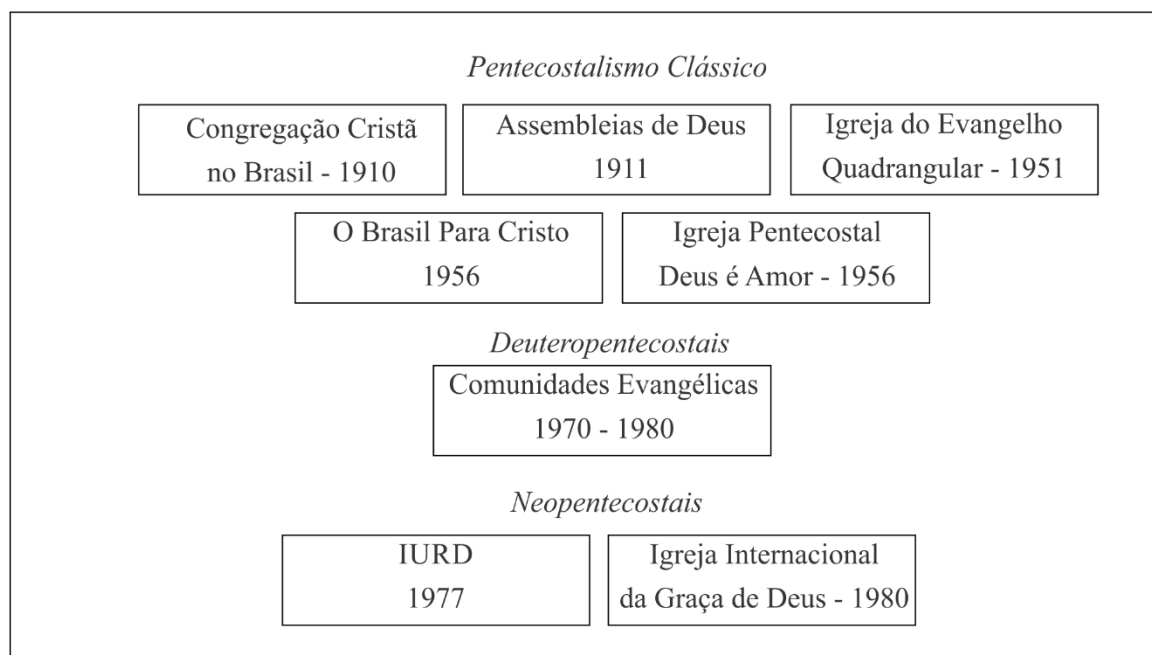 Pentecostalismo Clássico
Congregação Cristã
no Brasil - 1910
Assembleias de Deus
1911
Igreja do Evangelho
Quadrangular - 1951
O Brasil Para Cristo
1956
Igreja Pentecostal
Deus é Amor - 1956
Deuteropentecostais
Comunidades Evangélicas
1970 - 1980
Neopentecostais
IURD
1977
Igreja Internacional
da Graça de Deus - 1980